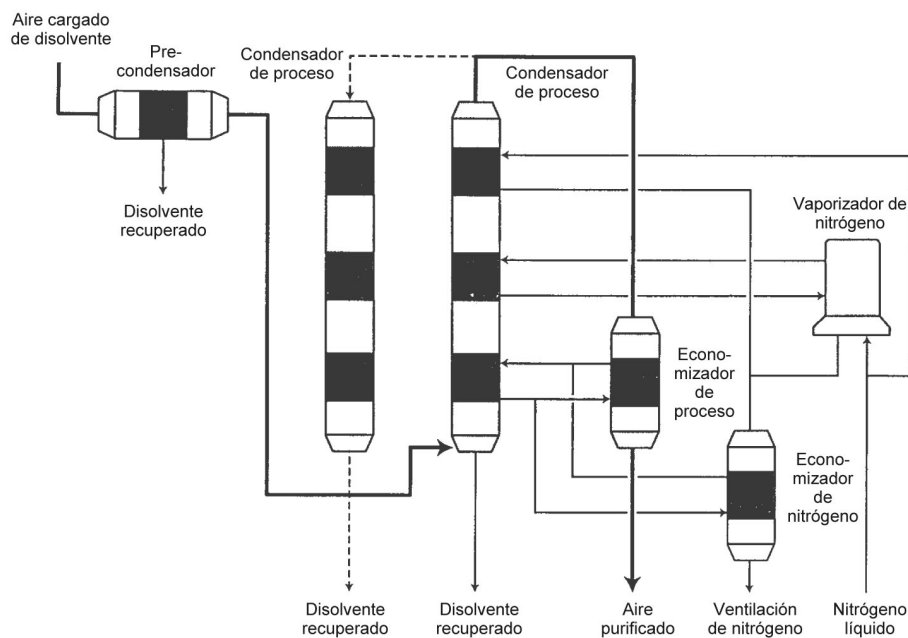 Aire cargado
de disolvente
Pre-
condensador
Disolvente
recuperado
Condensador
de proceso
Condensador
de proceso
Vaporizador de
nitrógeno
Econo-
mizador
de
proceso
Econo-
mizador
de
nitrógeno
Disolvente
recuperado
Disolvente
recuperado
Aire
purificado
Ventilación
de nitrógeno
Nitrógeno
líquido